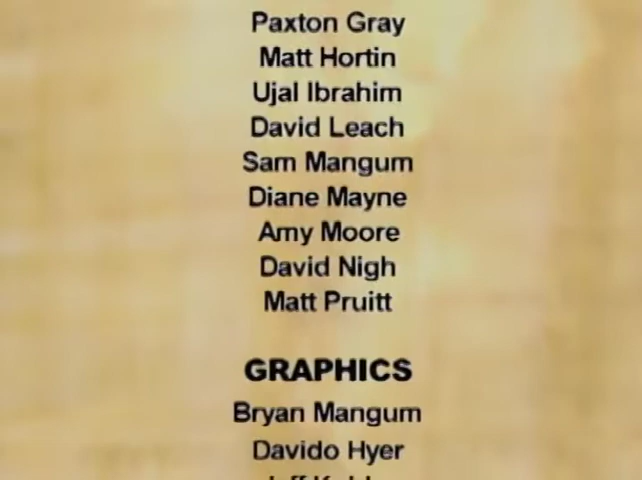 Paxton Gray
Matt Hortin
Ujal Ibrahim
David Leach
Sam Mangum
Diane Mayne
Amy Moore
David Nigh
Matt Pruitt
GRAPHICS
Bryan Mangum
Davido Hyer
Jeff